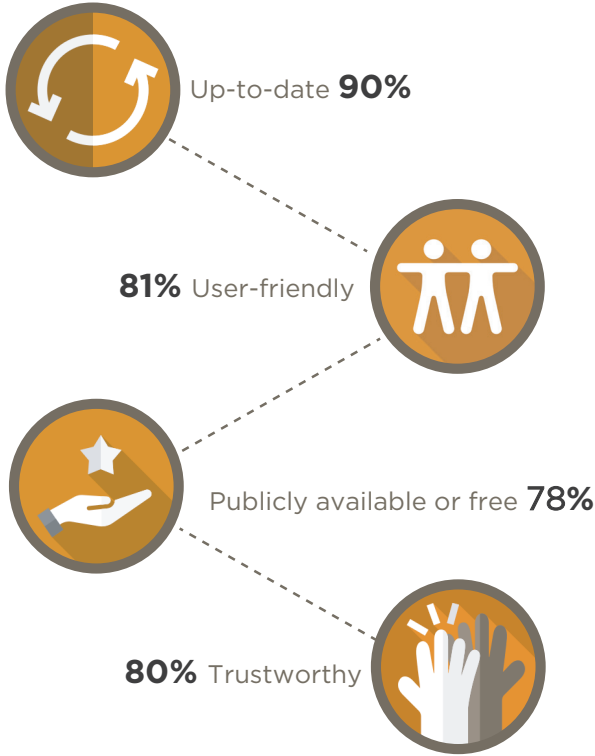 Up-to-date 90%
81% User-friendly
Publicly available or free 78%
80% Trustworthy